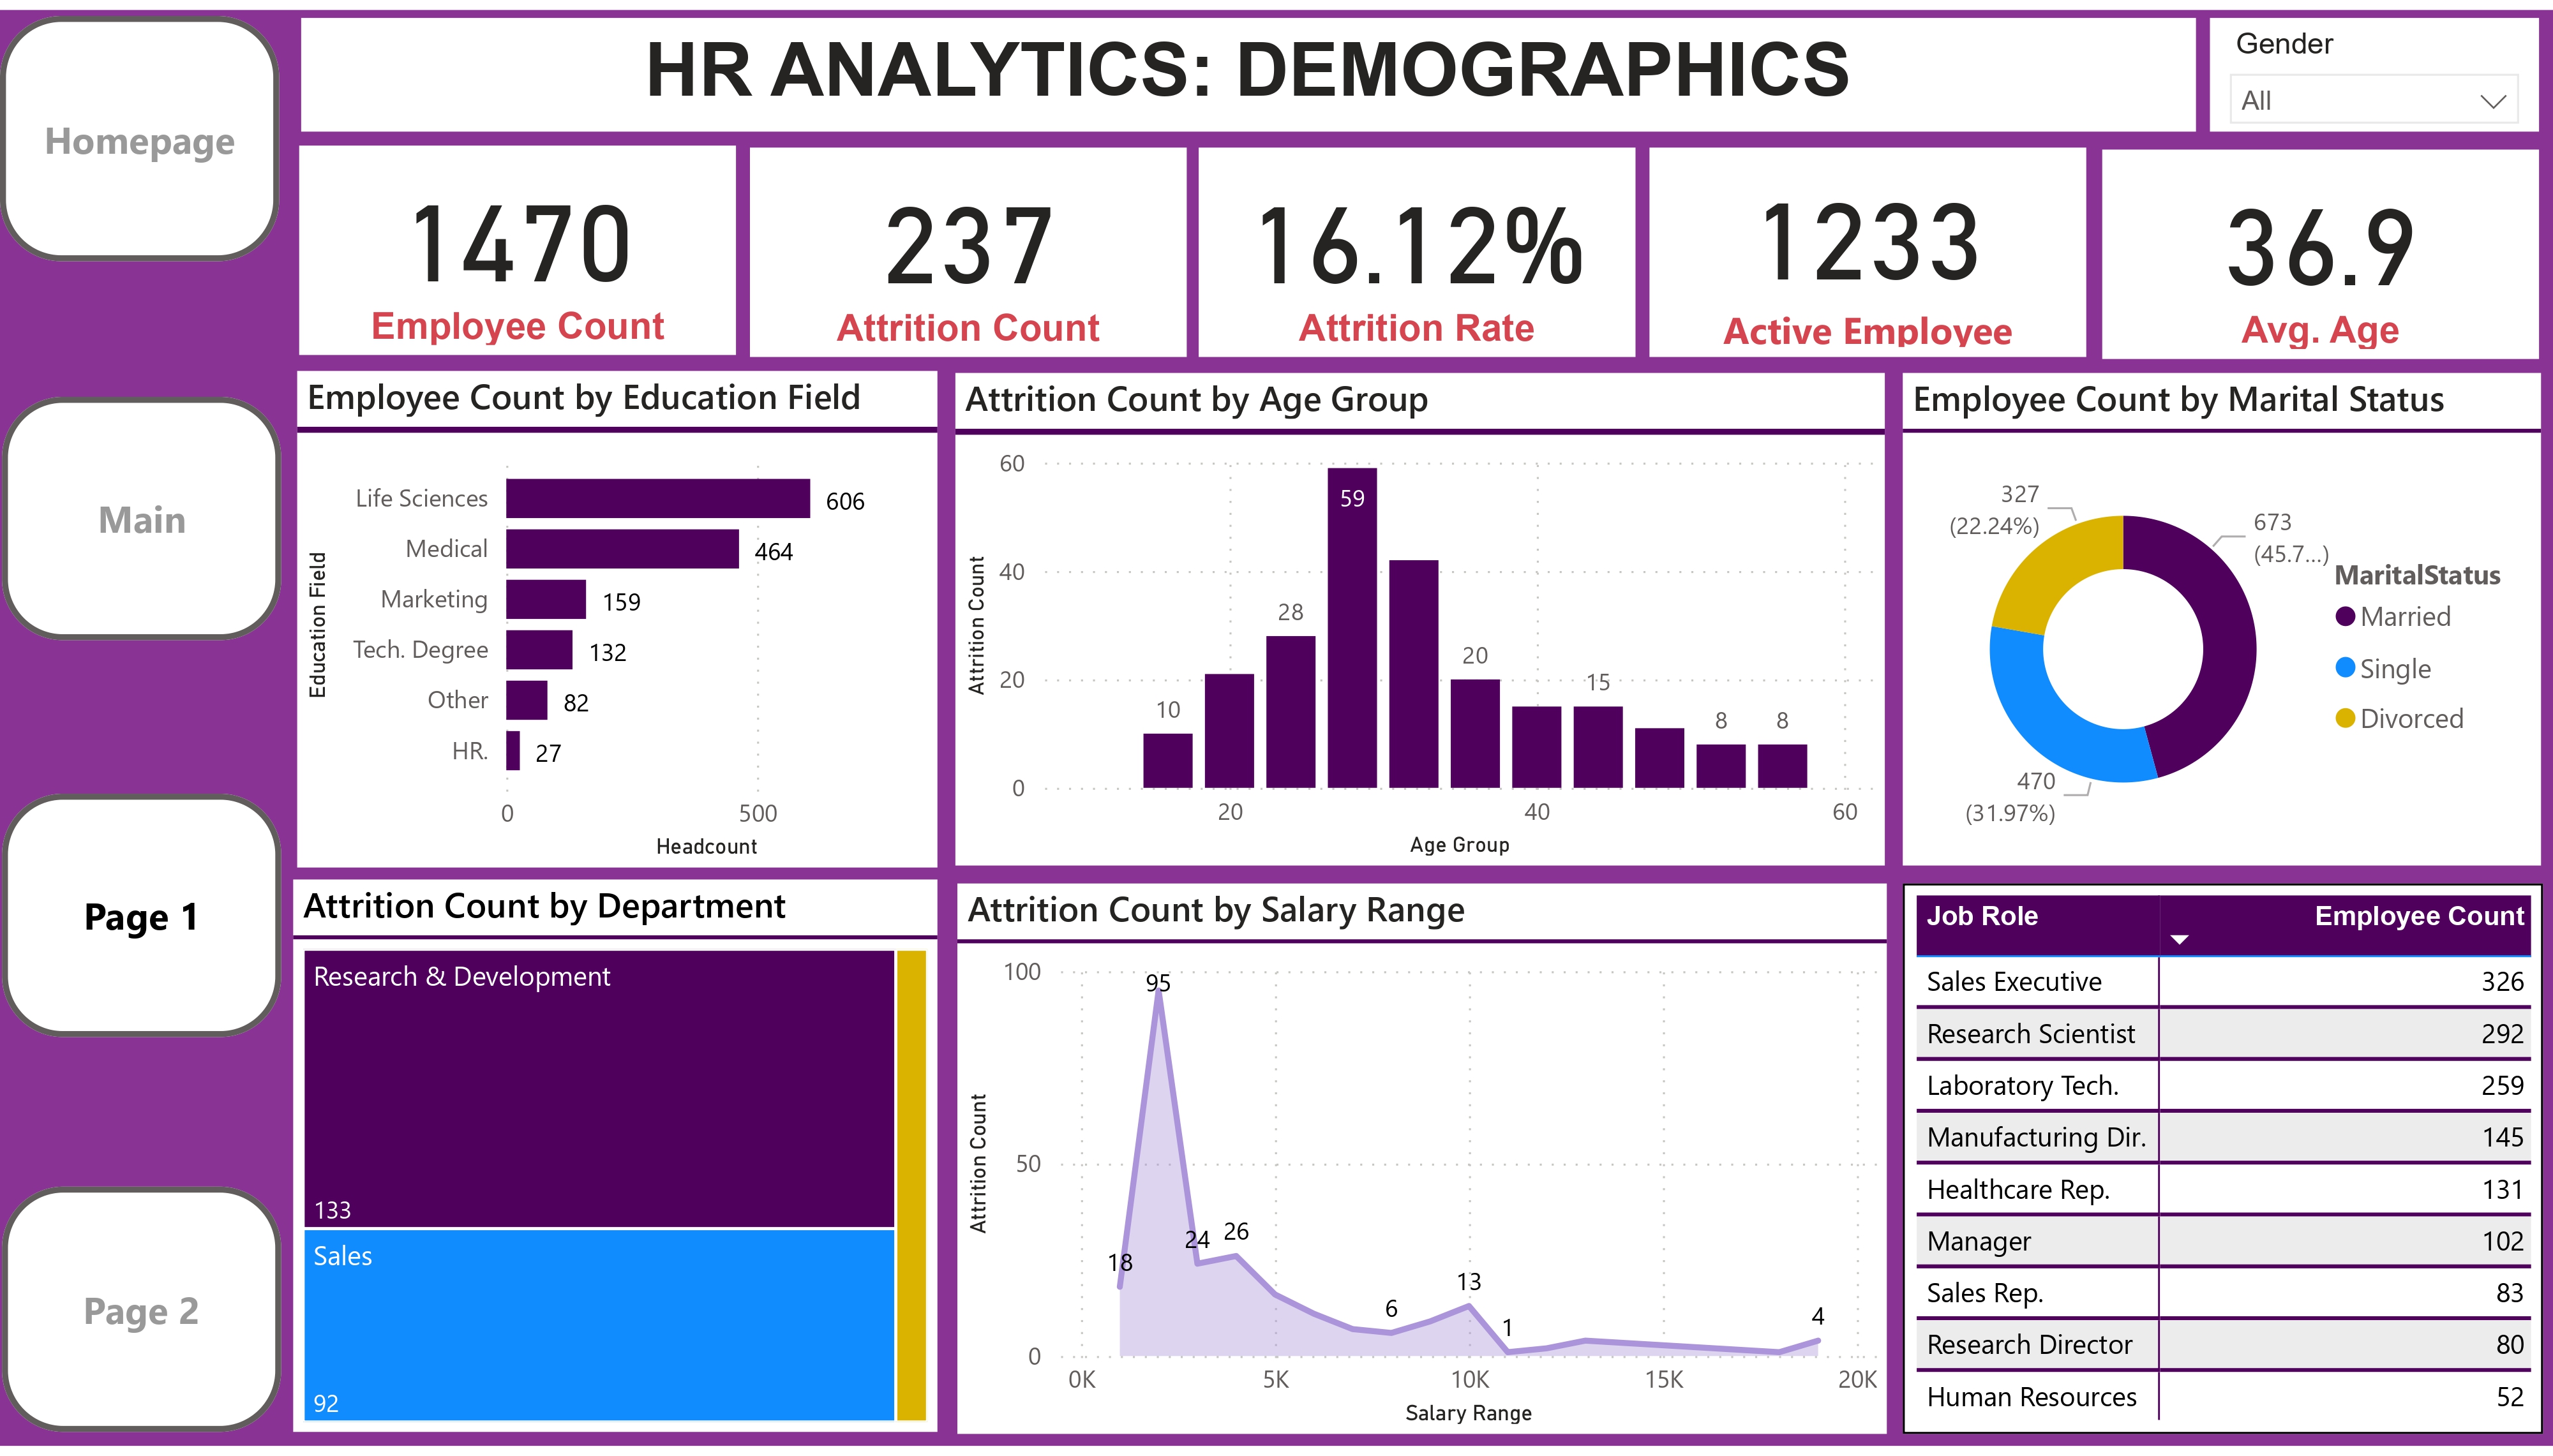 HR ANALYTICS: DEMOGRAPHICS
Gender
All
Homepage
Main
Page 1
Page 2
1470
Employee Count
237
Attrition Count
16.12%
Attrition Rate
1233
Active Employee
36.9
Avg. Age
Employee Count by Education Field
Education Field
Life Sciences 606
Medical 464
Marketing 159
Tech. Degree 132
Other 82
HR. 27
0 500
Headcount
Attrition Count by Age Group
Attrition Count
60
40
20
0
10
28
59
20
15
8
8
20 40 60
Age Group
Employee Count by Marital Status
327
(22.24%)
673
(45.7...)
470
(31.97%)
MaritalStatus
Married
Single
Divorced
Attrition Count by Department
Research & Development
133
Sales
92
Attrition Count by Salary Range
Attrition Count
100
50
0
18
95
24
26
6
13
1
4
0K 5K 10K 15K 20K
Salary Range
Job Role Employee Count
Sales Executive 326
Research Scientist 292
Laboratory Tech. 259
Manufacturing Dir. 145
Healthcare Rep. 131
Manager 102
Sales Rep. 83
Research Director 80
Human Resources 52